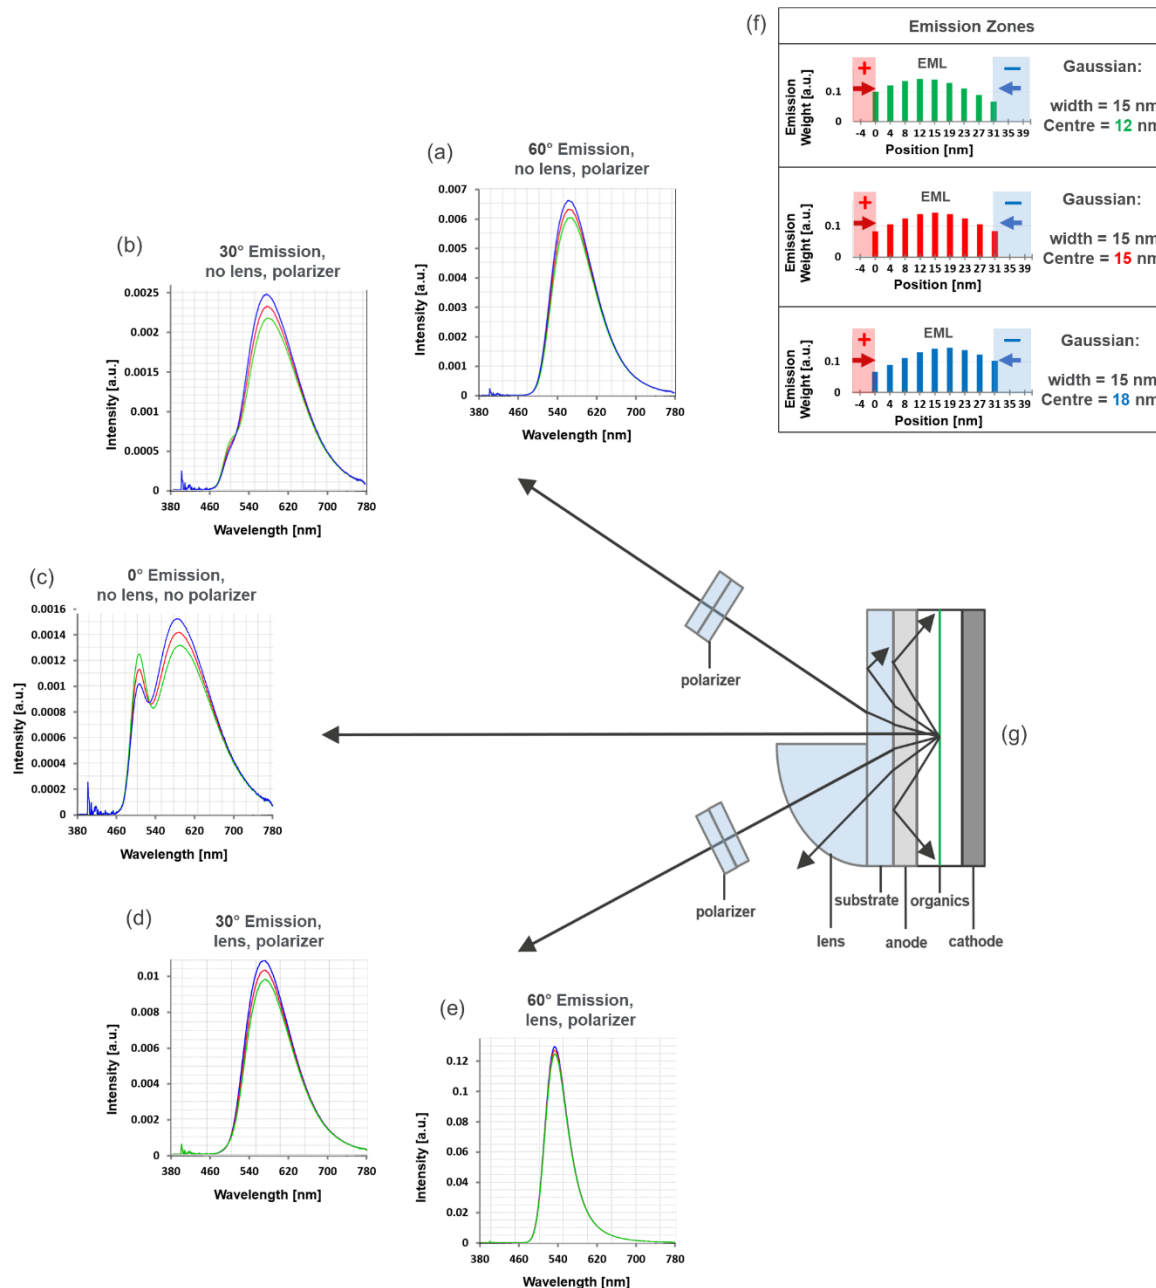 (f)
Emission Zones
+
EML
−
Emission
Weight [a.u.]
0.1
0
-4 0 4 8 12 15 19 23 27 31 35 39
Position [nm]
Gaussian:
width = 15 nm
Centre = 12 nm
+
EML
−
Emission
Weight [a.u.]
0.1
0
-4 0 4 8 12 15 19 23 27 31 35 39
Position [nm]
Gaussian:
width = 15 nm
Centre = 15 nm
+
EML
−
Emission
Weight [a.u.]
0.1
0
-4 0 4 8 12 15 19 23 27 31 35 39
Position [nm]
Gaussian:
width = 15 nm
Centre = 18 nm
(a)
60° Emission,
no lens, polarizer
Intensity [a.u.]
0.007
0.006
0.005
0.004
0.003
0.002
0.001
0
380 460 540 620 700 780
Wavelength [nm]
(b)
30° Emission,
no lens, polarizer
Intensity [a.u.]
0.0025
0.002
0.0015
0.001
0.0005
0
380 460 540 620 700 780
Wavelength [nm]
(c)
0° Emission,
no lens, no polarizer
Intensity [a.u.]
0.0016
0.0014
0.0012
0.001
0.0008
0.0006
0.0004
0.0002
0
380 460 540 620 700 780
Wavelength [nm]
polarizer
(g)
polarizer
substrate organics
lens anode cathode
(d)
30° Emission,
lens, polarizer
Intensity [a.u.]
0.01
0.008
0.006
0.004
0.002
0
380 460 540 620 700 780
Wavelength [nm]
(e)
60° Emission,
lens, polarizer
Intensity [a.u.]
0.12
0.1
0.08
0.06
0.04
0.02
0
380 460 540 620 700 780
Wavelength [nm]